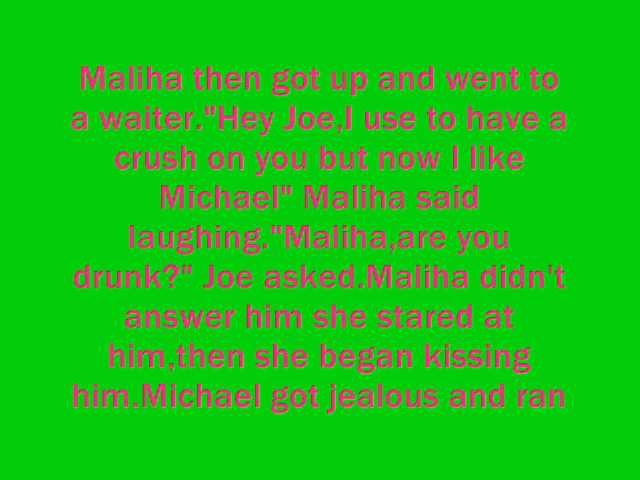 Maliha then got up and went to
a waiter."Hey Joe,I use to have a
crush on you but now I like
Michael" Maliha said
laughing."Maliha,are you
drunk?" Joe asked.Maliha didn't
answer him she stared at
him,then she began kissing
him.Michael got jealous and ran